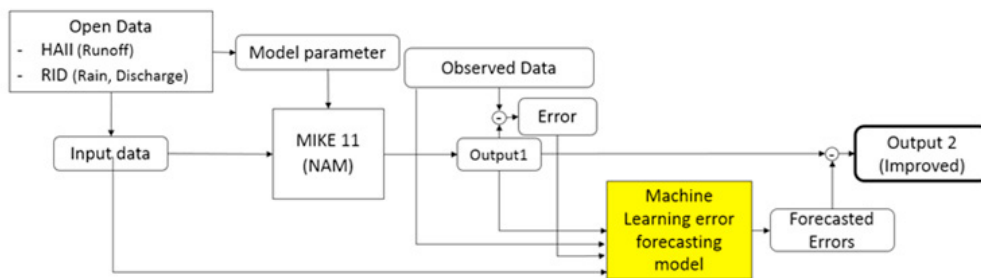 Open Data
- HAII (Runoff)
- RID (Rain, Discharge)
Model parameter
Observed Data
Error
Input data
MIKE 11
(NAM)
Output1
-
-
Output 2
(Improved)
Machine
Learning error
forecasting
model
Forecasted
Errors